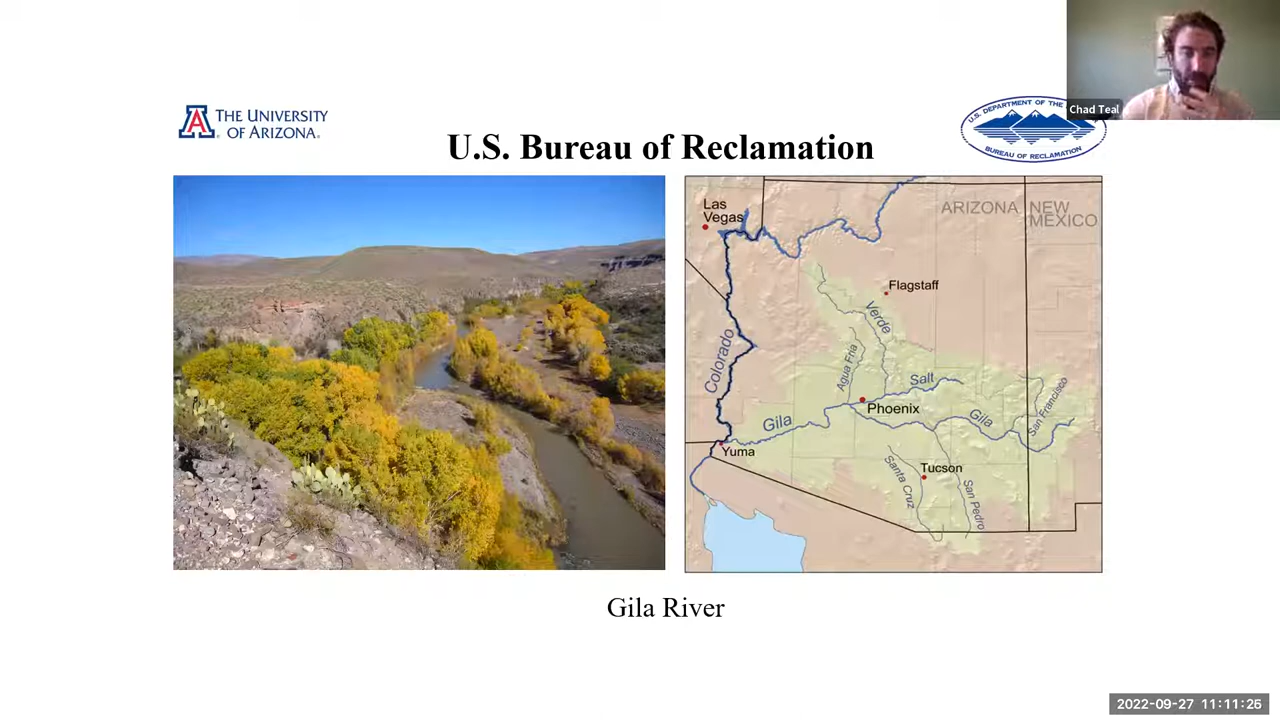 THE UNIVERSITY
OF ARIZONA
U.S. Bureau of Reclamation
U.S. DEPARTMENT OF THE
BUREAU OF RECLAMATION
Chad Teal
Las
Vegas
ARIZONA
NEW
MEXICO
Flagstaff
Verde
Colorado
Agua Fria
Salt
San Francisco
Phoenix
Gila
Gila
Yuma
Tucson
Santa Cruz
San Pedro
Gila River
2022-09-27 11:11:26